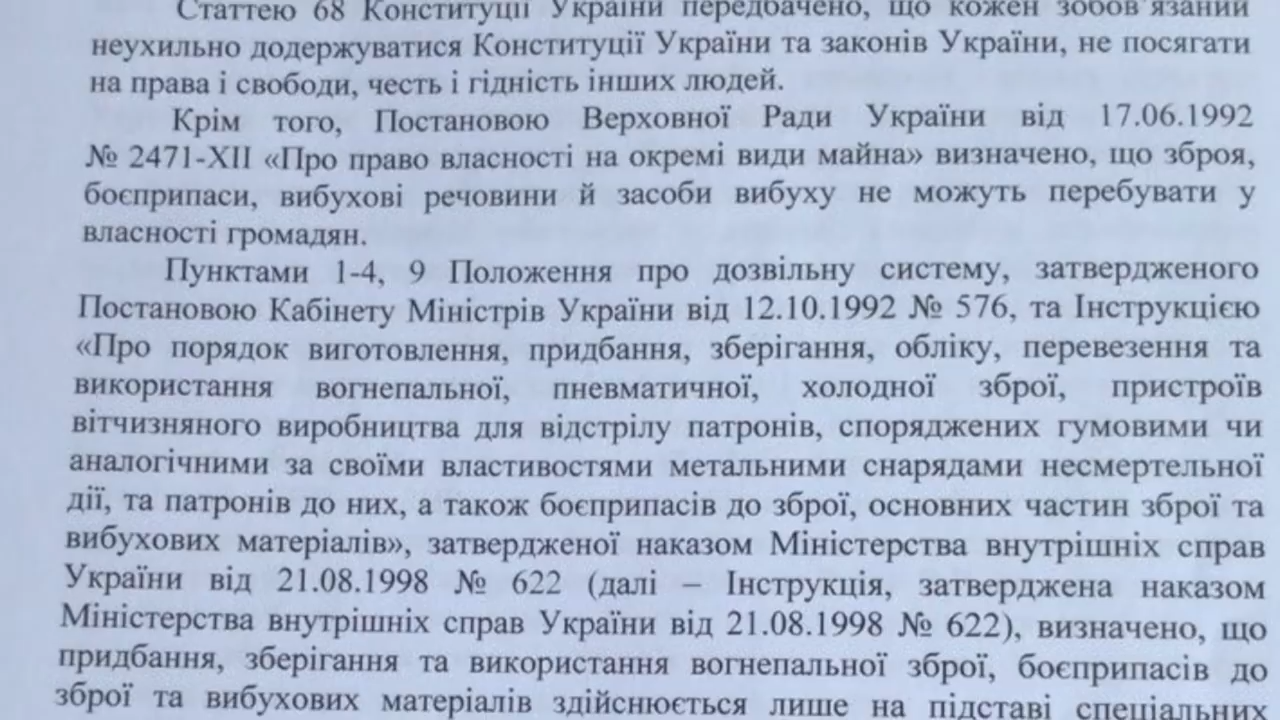 Статтею 68 Конституції України передбачено, що кожен зобов'язаний
неухильно додержуватися Конституції України та законів України, не посягати
на права і свободи, честь і гідність інших людей.
Крім того, Постановою Верховної Ради України від 17.06.1992
№ 2471-XII «Про право власності на окремі види майна» визначено, що зброя,
боєприпаси, вибухові речовини й засоби вибуху не можуть перебувати у
власності громадян.
Пунктами 1-4, 9 Положення про дозвільну систему, затвердженого
Постановою Кабінету Міністрів України від 12.10.1992 № 576, та Інструкцією
«Про порядок виготовлення, придбання, зберігання, обліку, перевезення та
використання вогнепальної, пневматичної, холодної зброї, пристроїв
вітчизняного виробництва для відстрілу патронів, споряджених гумовими чи
аналогічними за своїми властивостями метальними снарядами несмертельної
дії, та патронів до них, а також боєприпасів до зброї, основних частин зброї та
вибухових матеріалів», затвердженої наказом Міністерства внутрішніх справ
України від 21.08.1998 № 622 (далі – Інструкція, затверджена наказом
Міністерства внутрішніх справ України від 21.08.1998 № 622), визначено, що
придбання, зберігання та використання вогнепальної зброї, боєприпасів до
зброї та вибухових матеріалів здійснюється лише на підставі спеціальних